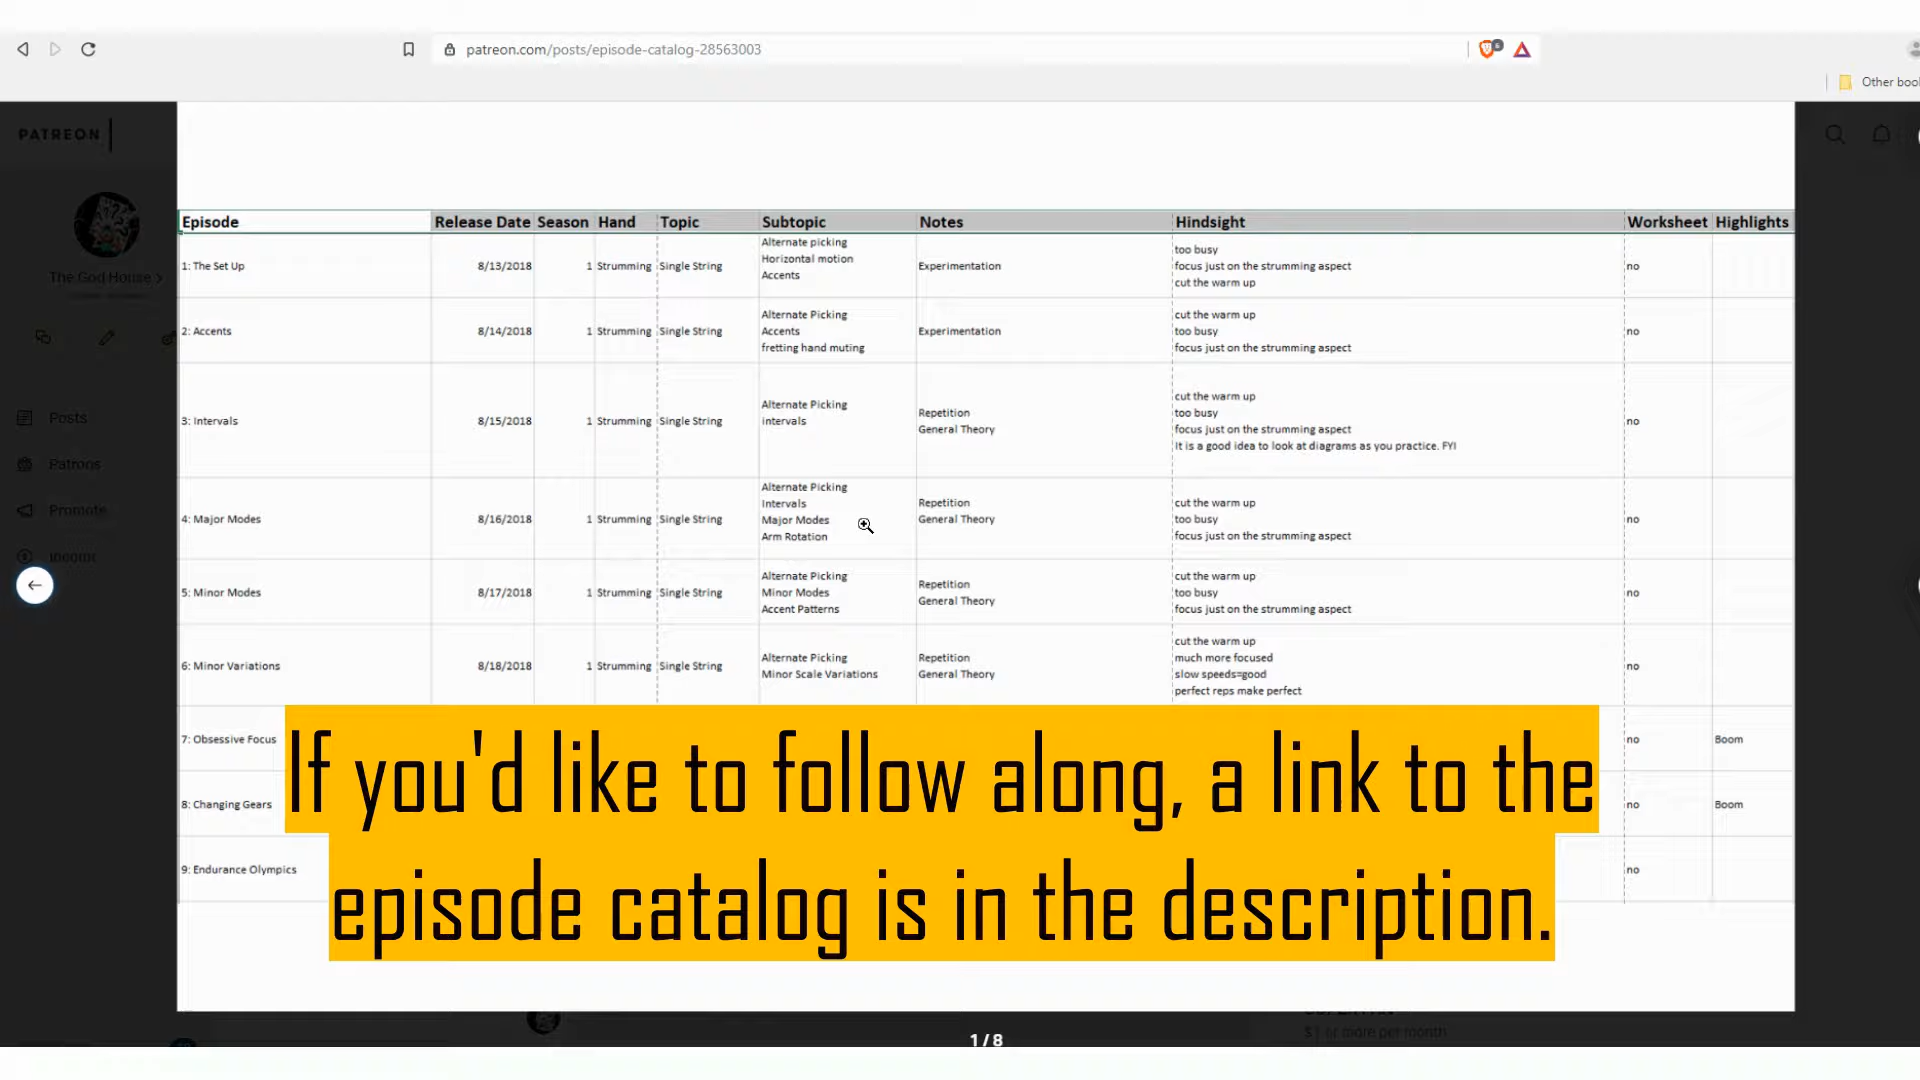 patreon.com/posts/episode-catalog-28563003
6
Other book
PATREON
The God House >
Posts
Patrons
Promote
Income
Episode Release Date Season Hand Topic Subtopic Notes Hindsight Worksheet Highlights
1: The Set Up 8/13/2018 1 Strumming Single String Experimentation no
Alternate picking
Horizontal motion
Accents
too busy
focus just on the strumming aspect
cut the warm up
2: Accents 8/14/2018 1 Strumming Single String Experimentation no
Alternate Picking
Accents
fretting hand muting
cut the warm up
too busy
focus just on the strumming aspect
3: Intervals 8/15/2018 1 Strumming Single String no
Alternate Picking
intervals
Repetition
General Theory
cut the warm up
too busy
focus just on the strumming aspect
It is a good idea to look at diagrams as you practice. FYI
4: Major Modes 8/16/2018 1 Strumming Single String no
Alternate Picking
Intervals
Major Modes
Arm Rotation
Repetition
General Theory
cut the warm up
too busy
focus just on the strumming aspect
5: Minor Modes 8/17/2018 1 Strumming Single String no
Alternate Picking
Minor Modes
Accent Patterns
Repetition
General Theory
cut the warm up
too busy
focus just on the strumming aspect
6: Minor Variations 8/18/2018 1 Strumming Single String no
Alternate Picking
Minor Scale Variations
Repetition
General Theory
cut the warm up
much more focused
slow speeds=good
perfect reps make perfect
7: Obsessive Focus no Boom
8: Changing Gears no Boom
9: Endurance Olympics no
If you'd like to follow along, a link to the
episode catalog is in the description.
$1 or more per month
1 / 8